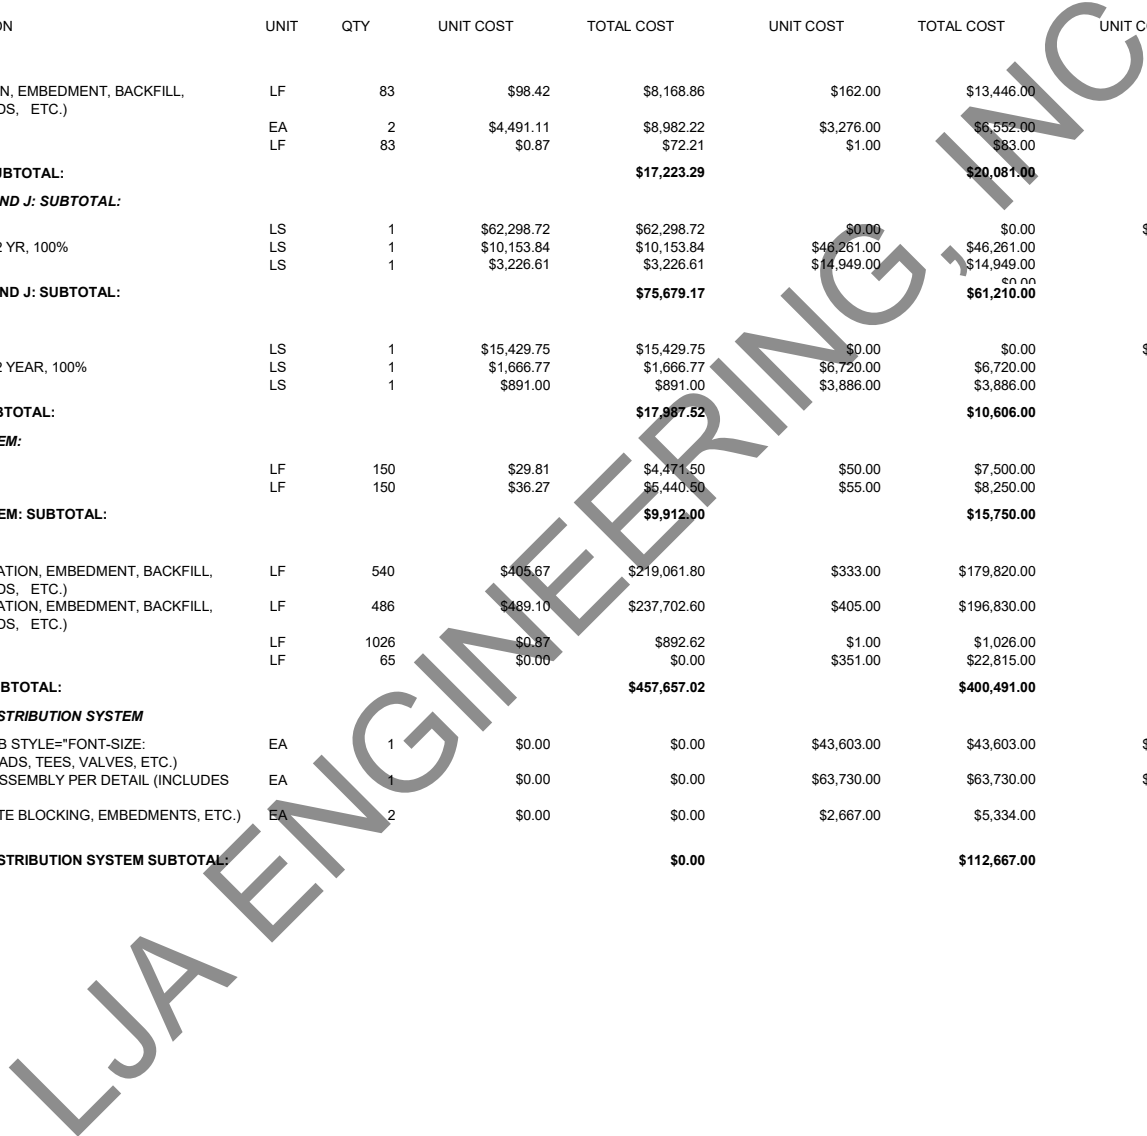 ON UNIT QTY UNIT COST TOTAL COST UNIT COST TOTAL COST UNIT CO
N, EMBEDMENT, BACKFILL, LF 83 $98.42 $8,168.86 $162.00 $13,446.00
DS, ETC.)
EA 2 $4,491.11 $8,982.22 $3,276.00 $6,552.00
LF 83 $0.87 $72.21 $1.00 $83.00
UBTOTAL: $17,223.29 $20,081.00
ND J: SUBTOTAL:
LS 1 $62,298.72 $62,298.72 $0.00 $0.00 $
2 YR, 100% LS 1 $10,153.84 $10,153.84 $46,261.00 $46,261.00
LS 1 $3,226.61 $3,226.61 $14,949.00 $14,949.00
$0.00
ND J: SUBTOTAL: $75,679.17 $61,210.00
LS 1 $15,429.75 $15,429.75 $0.00 $0.00 $
2 YEAR, 100% LS 1 $1,666.77 $1,666.77 $6,720.00 $6,720.00
LS 1 $891.00 $891.00 $3,886.00 $3,886.00
BTOTAL: $17,987.52 $10,606.00
EM:
LF 150 $29.81 $4,471.50 $50.00 $7,500.00
LF 150 $36.27 $5,440.50 $55.00 $8,250.00
EM: SUBTOTAL: $9,912.00 $15,750.00
ATION, EMBEDMENT, BACKFILL, LF 540 $405.67 $219,061.80 $333.00 $179,820.00
DS, ETC.)
ATION, EMBEDMENT, BACKFILL, LF 486 $489.10 $237,702.60 $405.00 $196,830.00
DS, ETC.)
LF 1026 $0.87 $892.62 $1.00 $1,026.00
LF 65 $0.00 $0.00 $351.00 $22,815.00
BTOTAL: $457,657.02 $400,491.00
STRIBUTION SYSTEM
B STYLE="FONT-SIZE: EA 1 $0.00 $0.00 $43,603.00 $43,603.00 $
ADS, TEES, VALVES, ETC.)
ASSEMBLY PER DETAIL (INCLUDES EA 1 $0.00 $0.00 $63,730.00 $63,730.00 $
TE BLOCKING, EMBEDMENTS, ETC.) EA 2 $0.00 $0.00 $2,667.00 $5,334.00
STRIBUTION SYSTEM SUBTOTAL: $0.00 $112,667.00
LJA ENGINEERING, INC